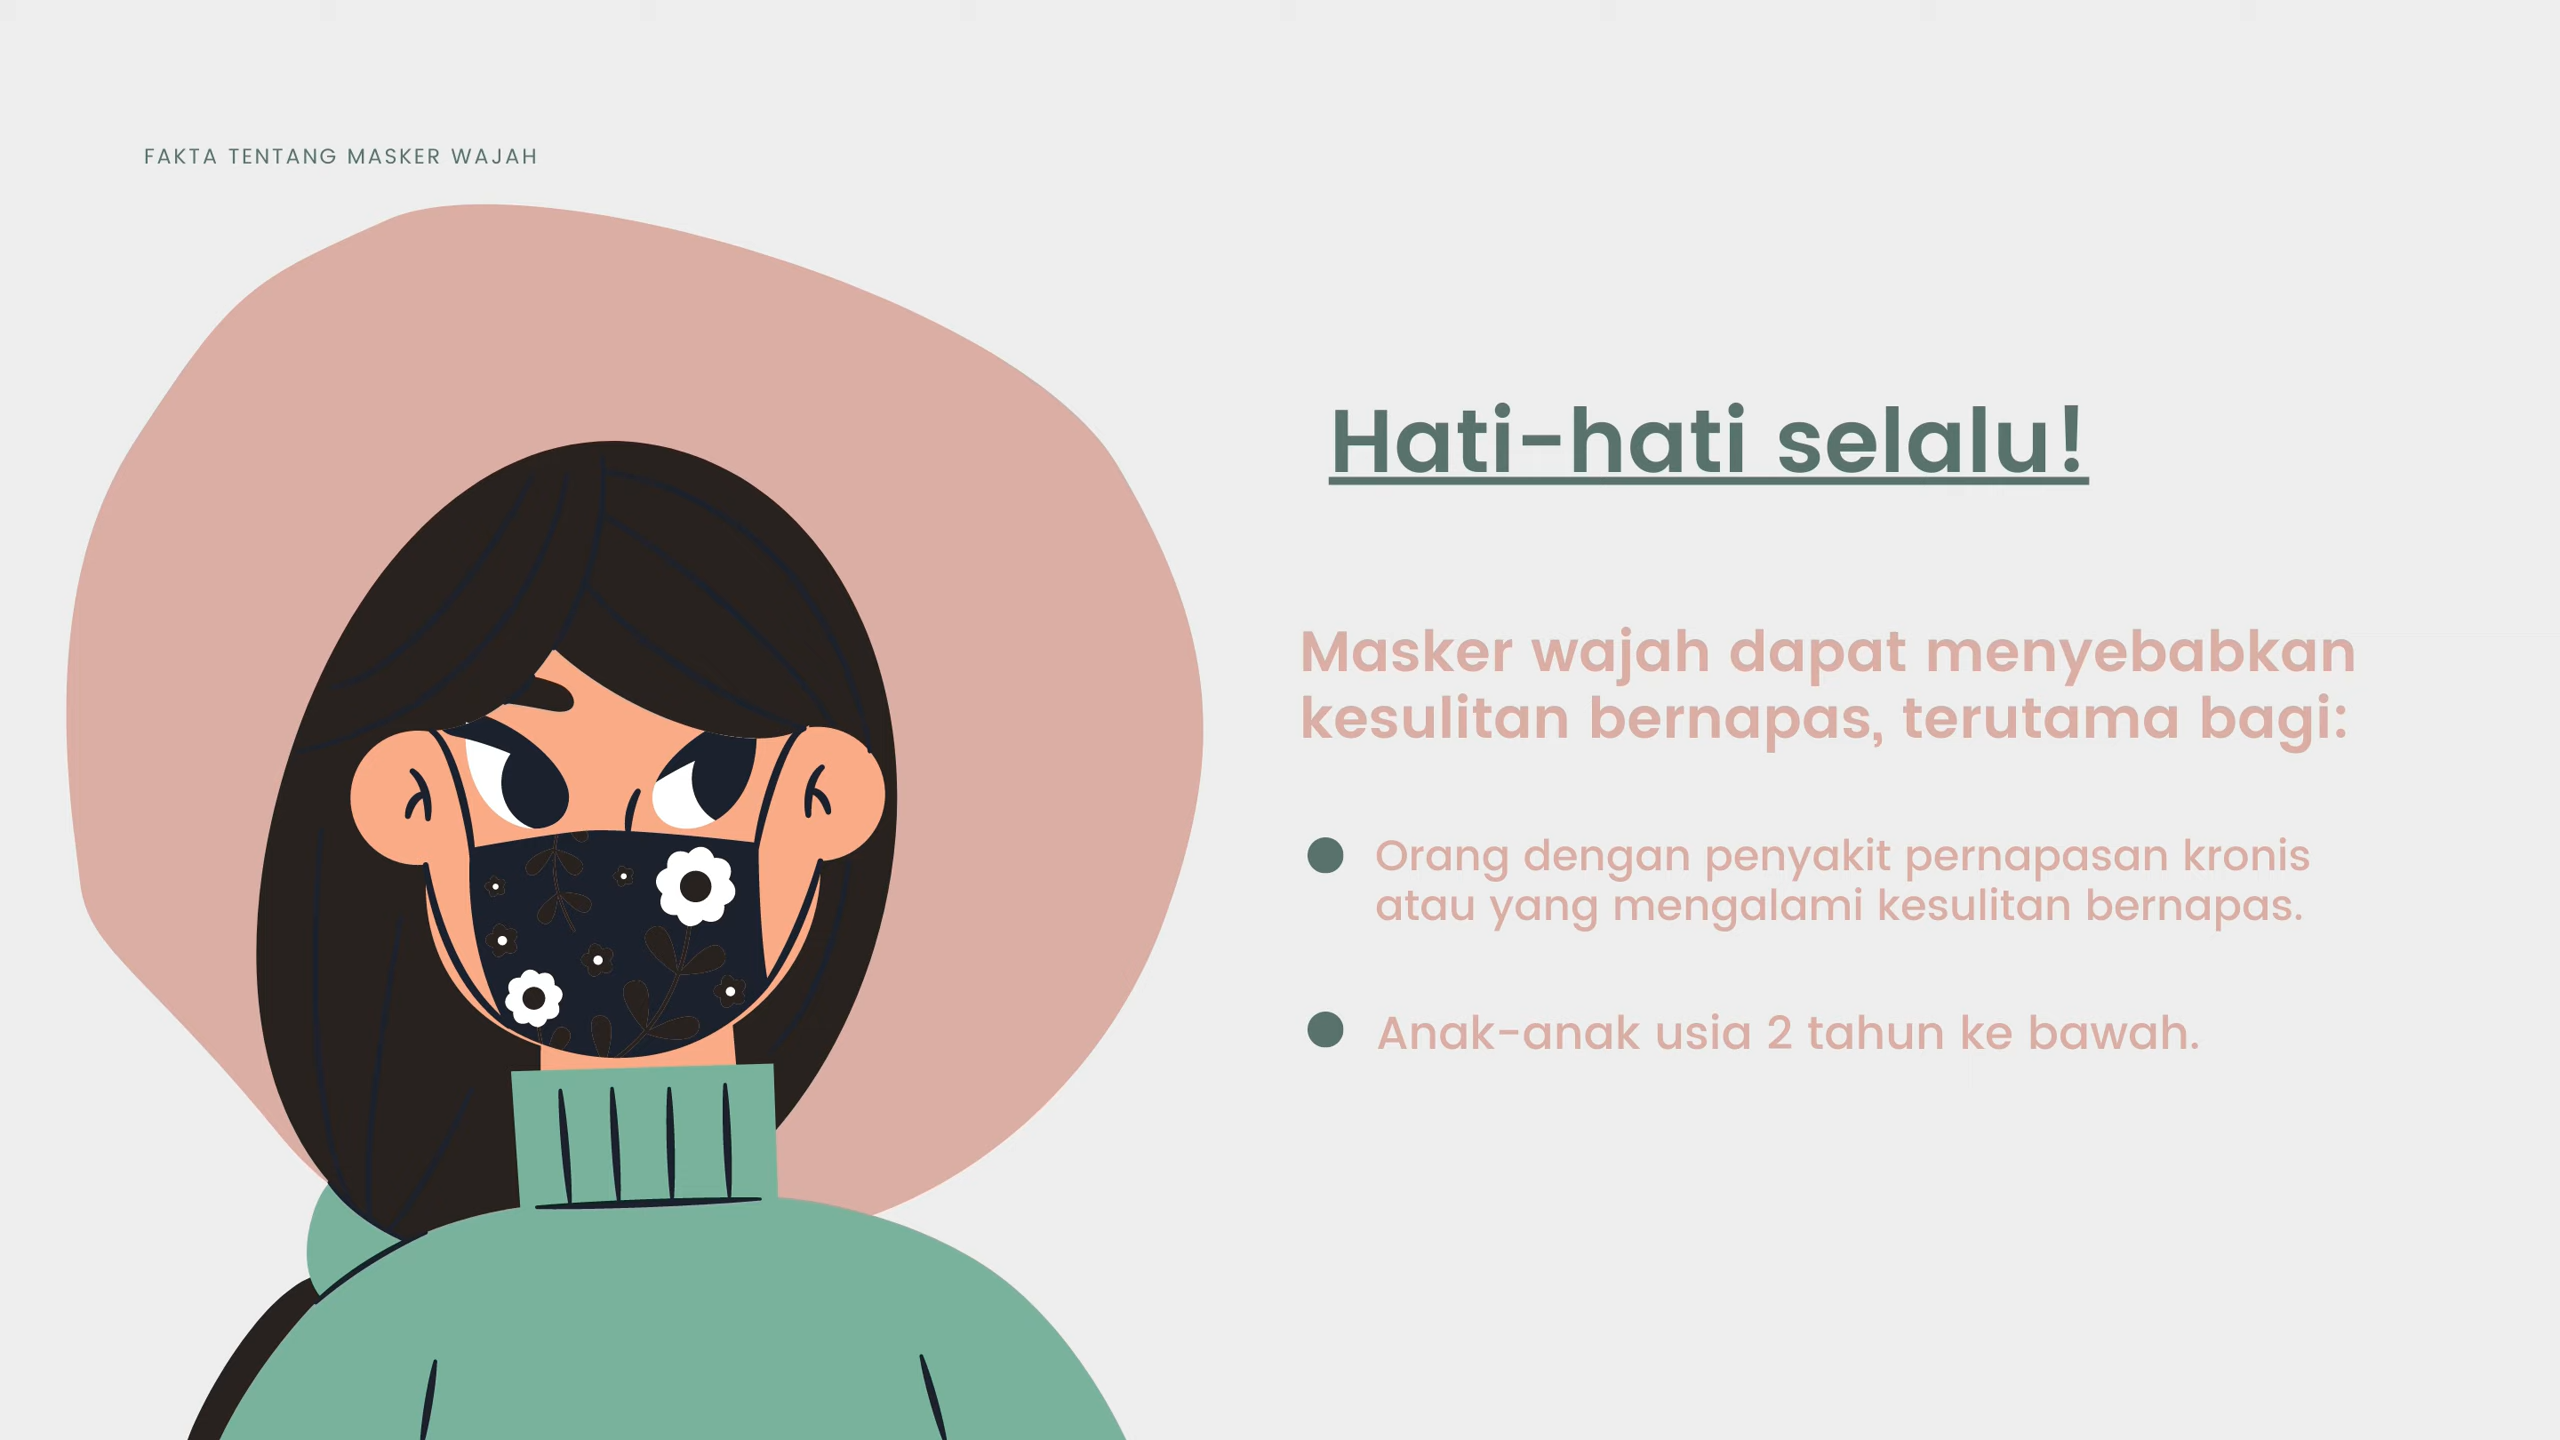 FAKTA TENTANG MASKER WAJAH
Hati-hati selalu!
Masker wajah dapat menyebabkan
kesulitan bernapas, terutama bagi:
Orang dengan penyakit pernapasan kronis
atau yang mengalami kesulitan bernapas.
Anak-anak usia 2 tahun ke bawah.